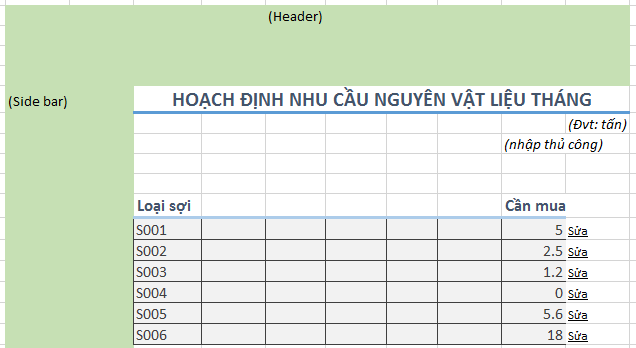 (Header)
(Side bar)
HOẠCH ĐỊNH NHU CẦU NGUYÊN VẬT LIỆU THÁNG
(Đvt: tấn)
(nhập thủ công)
Loại sợi Cần mua
S001 5 Sửa
S002 2.5 Sửa
S003 1.2 Sửa
S004 0 Sửa
S005 5.6 Sửa
S006 18 Sửa